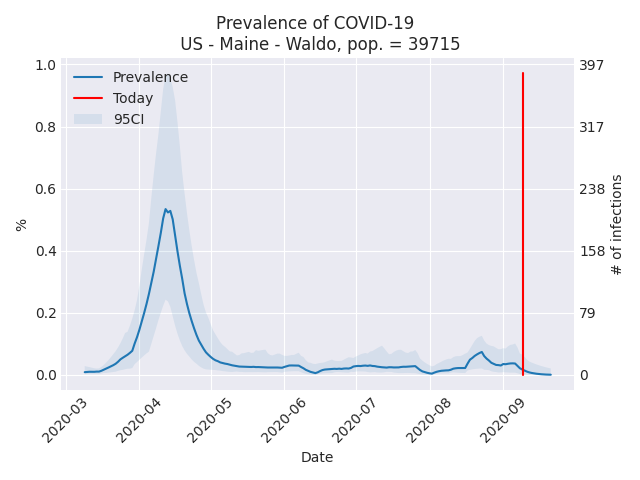 Prevalence of COVID-19
US - Maine - Waldo, pop. = 39715
Prevalence
Today
95CI
1.0
0.8
0.6
0.4
0.2
0.0
%
397
317
238
158
79
0
# of infections
2020-03
2020-04
2020-05
2020-06
2020-07
2020-08
2020-09
Date